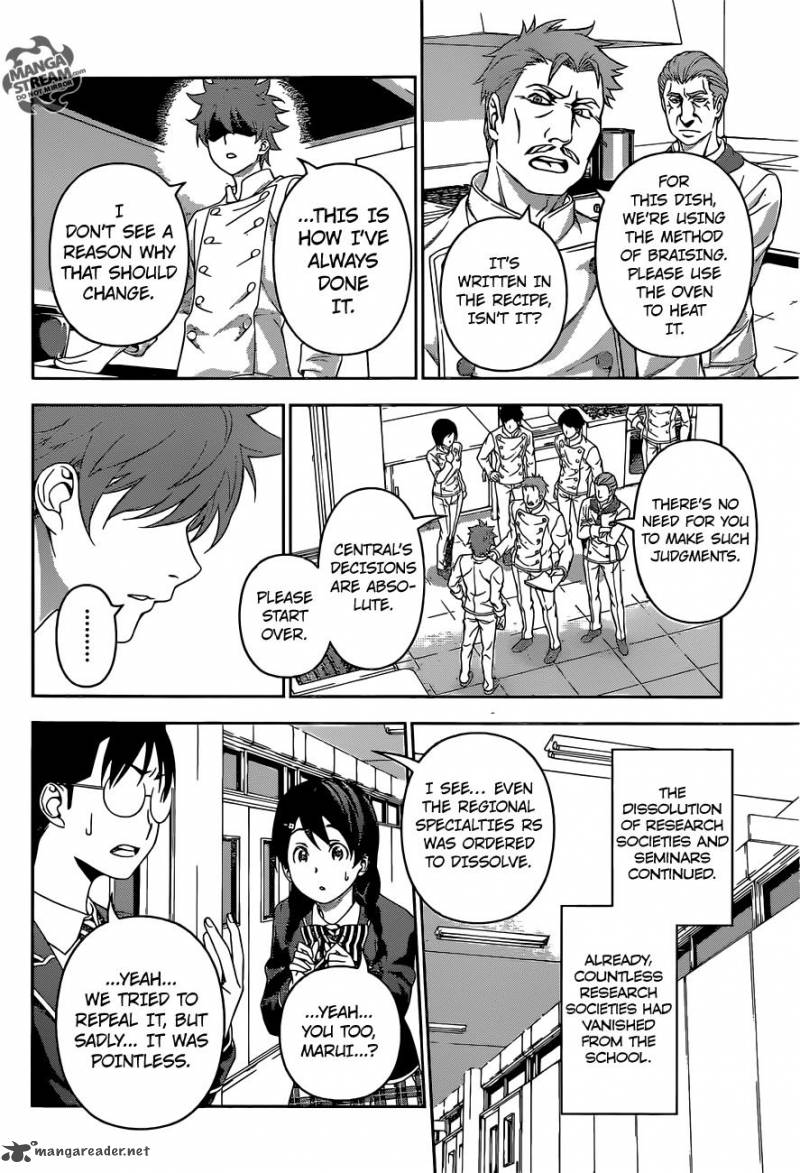 MANGA
STREAM.com
DO NOT MIRROR!
FOR
THIS DISH,
WE'RE USING
THE METHOD
OF BRAISING.
PLEASE USE
THE OVEN
TO HEAT
IT.
IT'S
WRITTEN IN
THE RECIPE,
ISN'T IT?
...THIS IS
HOW I'VE
ALWAYS
DONE
IT.
I
DON'T SEE A
REASON WHY
THAT SHOULD
CHANGE.
THERE'S NO
NEED FOR YOU
TO MAKE SUCH
JUDGMENTS.
CENTRAL'S
DECISIONS
ARE ABSO-
LUTE.
PLEASE
START
OVER.
.........
THE
DISSOLUTION
OF RESEARCH
SOCIETIES AND
SEMINARS
CONTINUED.
ALREADY,
COUNTLESS
RESEARCH
SOCIETIES HAD
VANISHED
FROM THE
SCHOOL.
I SEE... EVEN
THE REGIONAL
SPECIALTIES RS
WAS ORDERED
TO DISSOLVE.
...YEAH...
YOU TOO,
MARUI...?
...YEAH...
WE TRIED TO
REPEAL IT, BUT
SADLY... IT WAS
POINTLESS.
mangareader.net